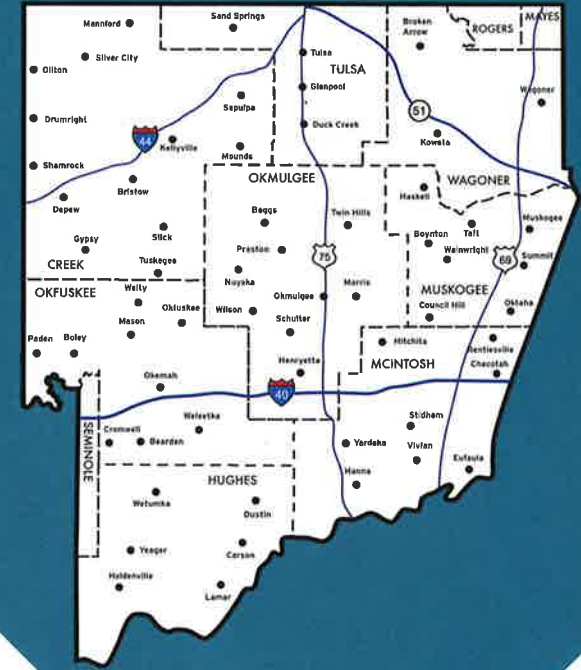 Mannford
Sand Springs
Broken
Arrow
ROGERS
MAYES
Oilton
Silver City
Tulsa
TULSA
Glenpool
Wagoner
Sapulpa
51
Drumright
Duck Creek
44
Kellyville
Koweta
Mounds
Shamrock
Bristow
OKMULGEE
WAGONER
Depew
Haskell
Beggs
Twin Hills
Muskogee
Slick
Boynton
Taft
Gypsy
Preston
Wainwright
75
69
Summit
CREEK
Tuskegee
Nuyaka
MUSKOGEE
OKFUSKEE
Welty
Okmulgee
Morris
Council Hill
Oktaha
Mason
Okfuskee
Wilson
Schulter
Paden
Boley
Hitchita
Rentiesville
Henryetta
MCINTOSH
Checotah
Okemah
40
Weleetka
Stidham
Cromwell
Bearden
Yardeka
Vivian
SEMINOLE
Hanna
Eufaula
HUGHES
Wetumka
Dustin
Yeager
Carson
Holdenville
Lamar